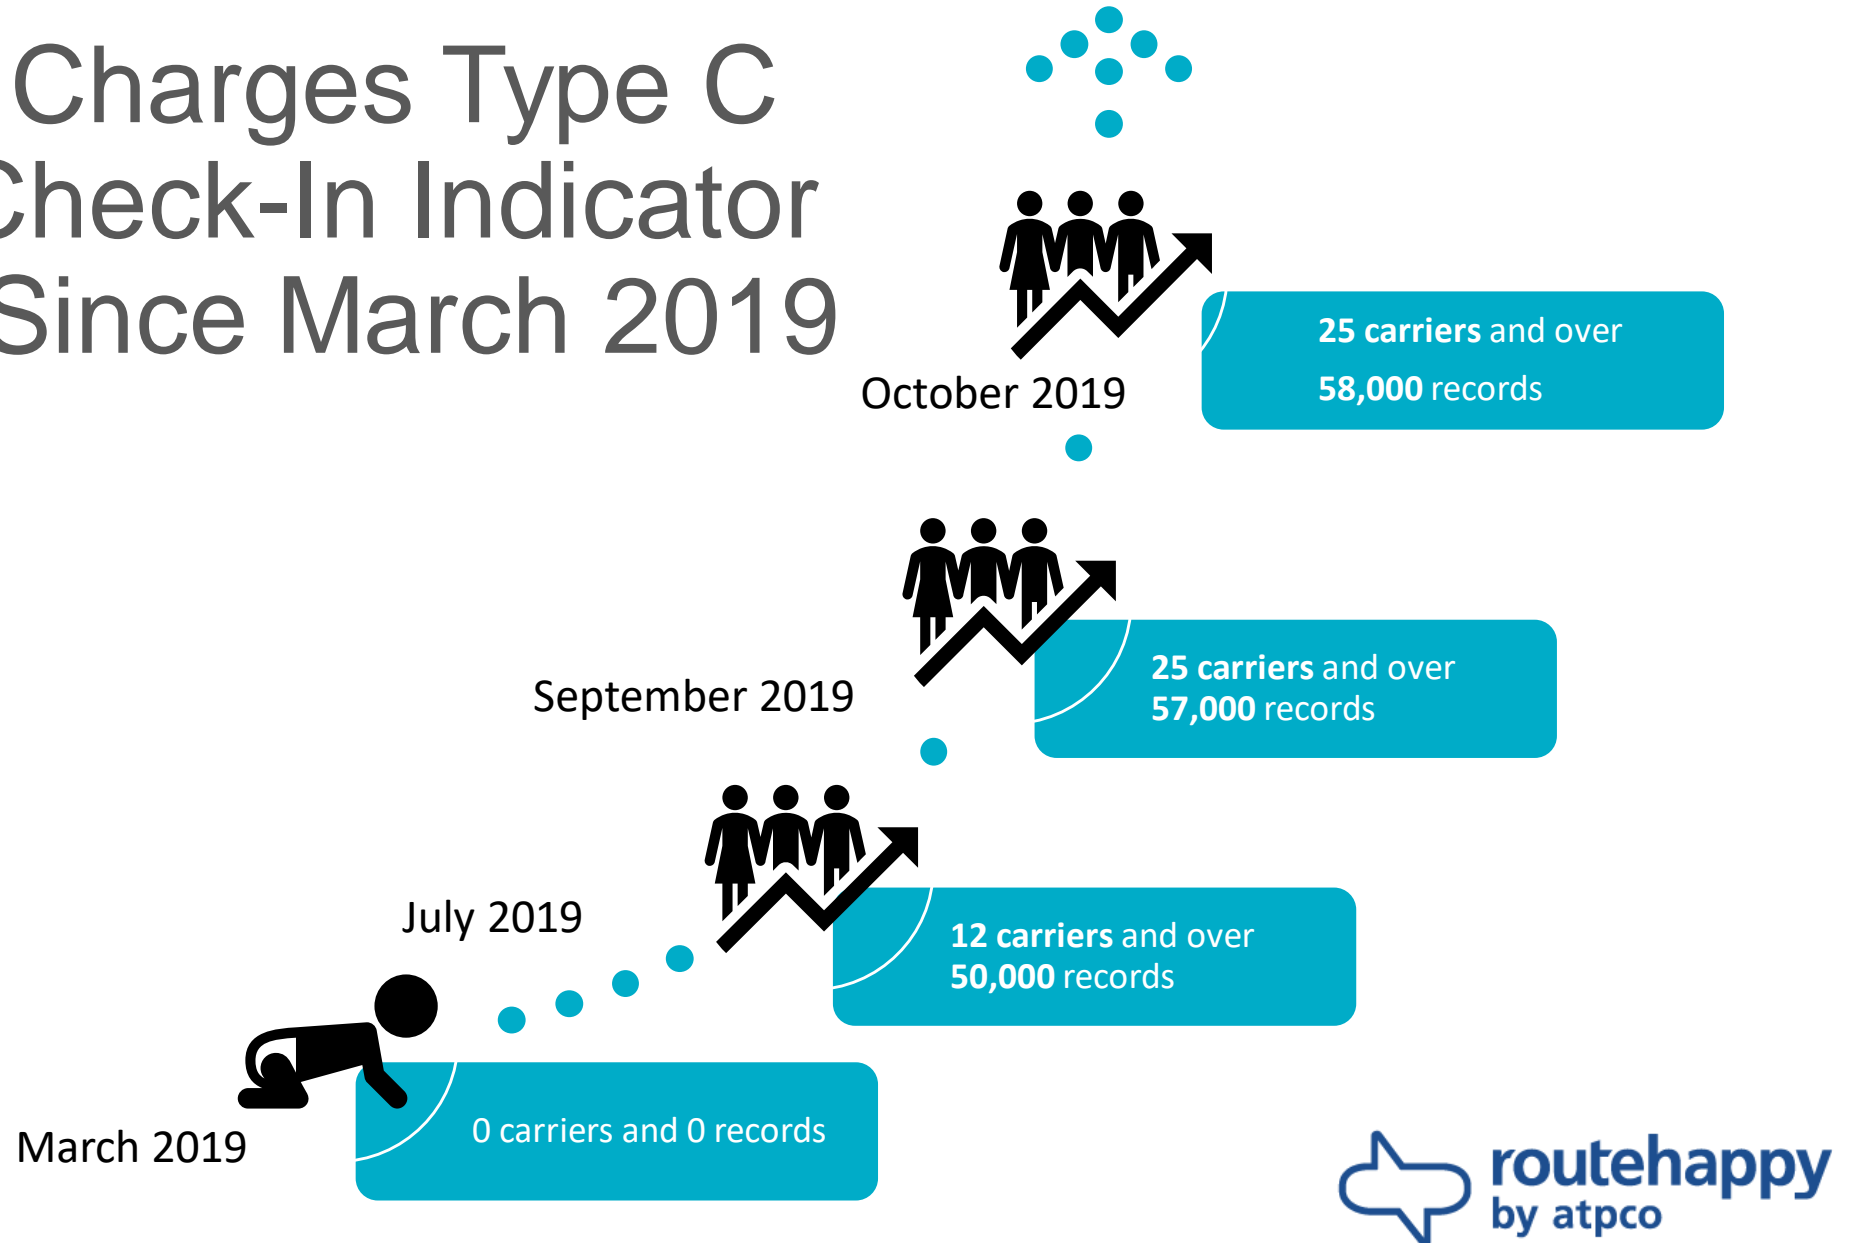 Charges Type C
Check-In Indicator
Since March 2019
October 2019
25 carriers and over
58,000 records
September 2019
25 carriers and over
57,000 records
July 2019
12 carriers and over
50,000 records
March 2019
0 carriers and 0 records
routehappy
by atpco